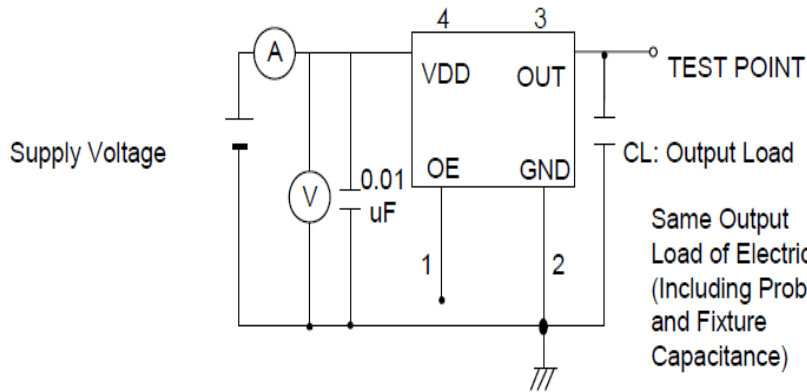 4 3
A
VDD OUT
TEST POINT
Supply Voltage
V
0.01
uF
OE GND
CL: Output Load
1 2
Same Output
Load of Electric
(Including Prob
and Fixture
Capacitance)